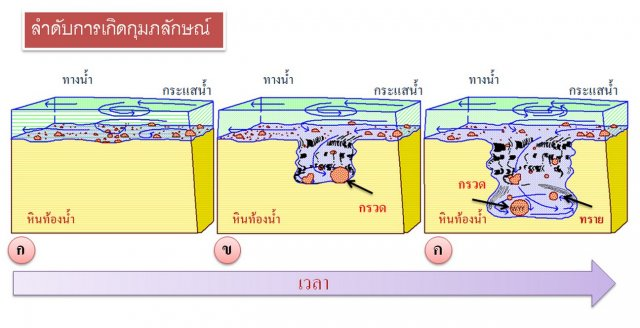 ลำดับการเกิดกุมภลักษณ์
ทางน้ำ
กระแสน้ำ
หินท้องน้ำ
ก
ทางน้ำ
กระแสน้ำ
กรวด
หินท้องน้ำ
ข
ทางน้ำ
กระแสน้ำ
กรวด
หินท้องน้ำ
ทราย
ค
เวลา